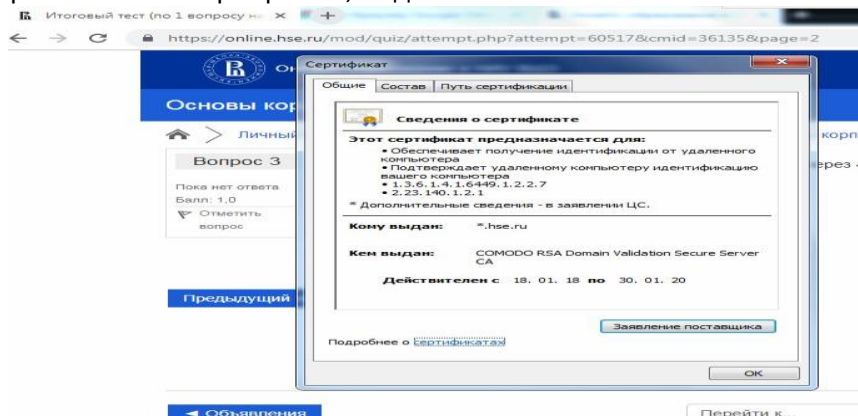 Итоговый тест (по 1 вопросу н
https://online.hse.ru/mod/quiz/attempt.php?attempt=60517&cmid=36135&page=2
Сертификат
Общие Состав Путь сертификации
Основы кор
Сведения о сертификате
Этот сертификат предназначается для:
• Обеспечивает получение идентификации от удаленного
компьютера
• Подтверждает удаленному компьютеру идентификацию
вашего компьютера
• 1.3.6.1.4.1.6449.1.2.2.7
• 2.23.140.1.2.1
* Дополнительные сведения - в заявлении ЦС.
Кому выдан: *.hse.ru
Кем выдан: COMODO RSA Domain Validation Secure Server
CA
Действителен с 18. 01. 18 по 30. 01. 20
Заявление поставщика
Подробнее о сертификатах
OK
Личный
корп
Вопрос 3
Пока нет ответа
Балл: 1,0
Отметить
вопрос
Предыдущий
Объявления
Перейти к...